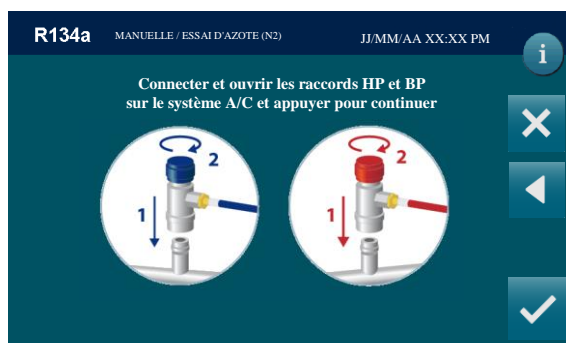 R134a MANUELLE / ESSAI D'AZOTE (N2) JJ/MM/AA XX:XX PM
i
Connecter et ouvrir les raccords HP et BP
sur le système A/C et appuyer pour continuer
2
1
2
1